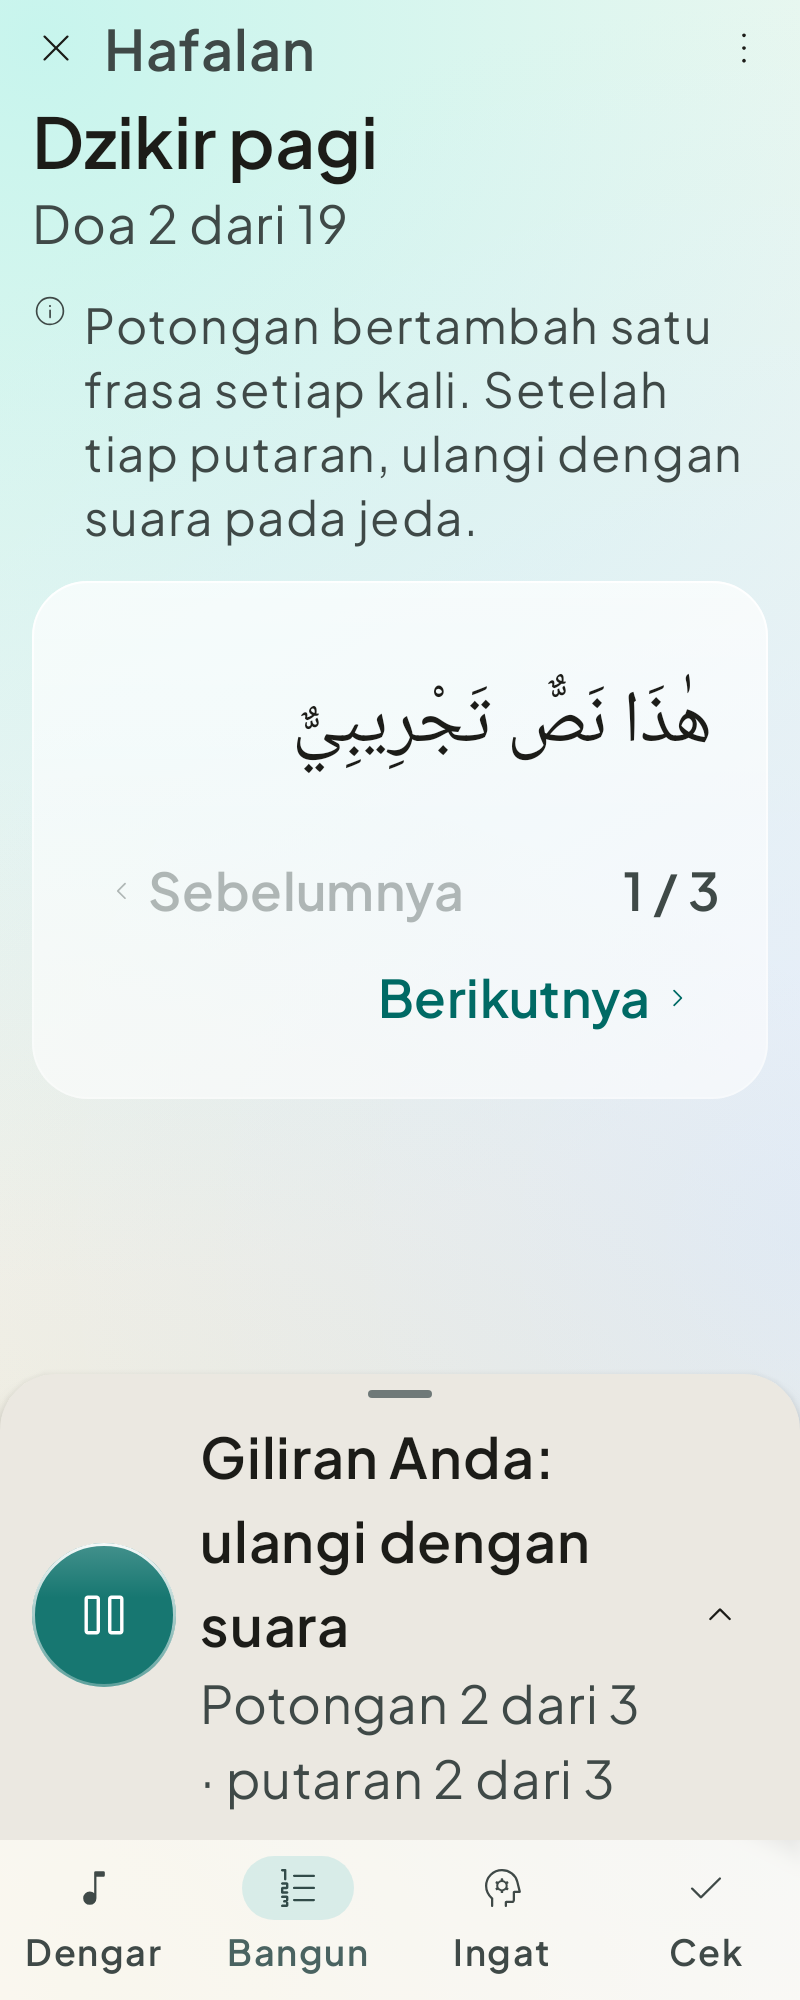 Hafalan
Dzikir pagi
Doa 2 dari 19
Potongan bertambah satu
frasa setiap kali. Setelah
tiap putaran, ulangi dengan
suara pada jeda.
هٰذَا نَصٌّ تَجْرِيبِيٌّ
Sebelumnya
1 / 3
Berikutnya
Giliran Anda:
ulangi dengan
suara
Potongan 2 dari 3
· putaran 2 dari 3
Dengar
Bangun
Ingat
Cek